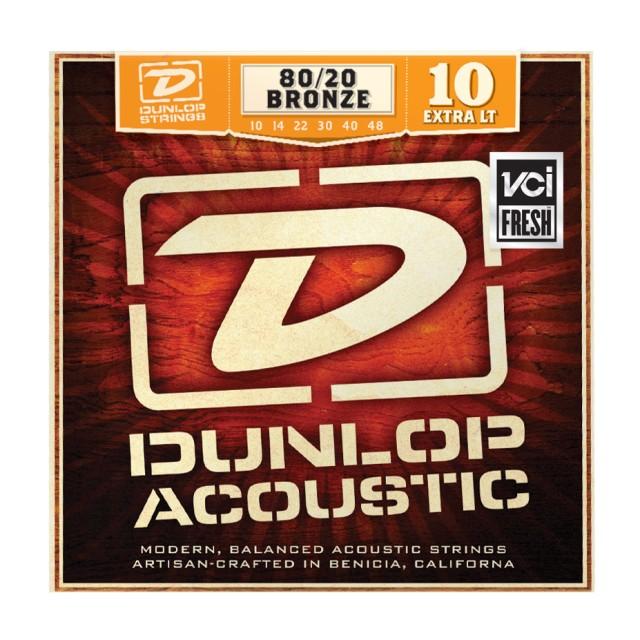 DUNLOP
STRINGS
80/20
BRONZE
10 14 22 30 40 48
10
EXTRA LT
VCi
FRESH
DUNLOP
ACOUSTIC
MODERN, BALANCED ACOUSTIC STRINGS
ARTISAN-CRAFTED IN BENICIA, CALIFORNA